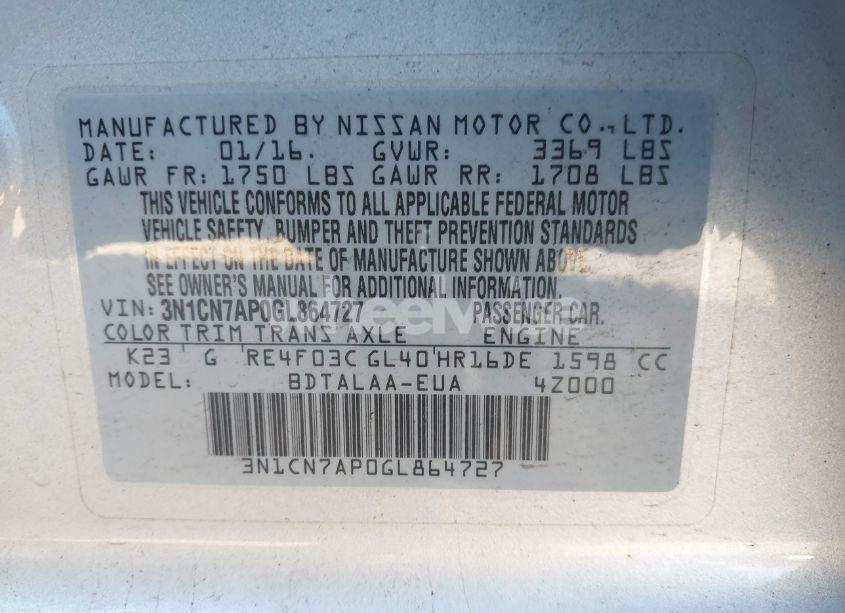 MANUFACTURED BY NISSAN MOTOR CO.,LTD.
DATE: 01/16. GVWR: 3369 LBS
GAWR FR: 1750 LBS GAWR RR: 1708 LBS
THIS VEHICLE CONFORMS TO ALL APPLICABLE FEDERAL MOTOR
VEHICLE SAFETY, BUMPER AND THEFT PREVENTION STANDARDS
IN EFFECT ON THE DATE OF MANUFACTURE SHOWN ABOVE.
SEE OWNER'S MANUAL FOR ADDITIONAL INFORMATION.
VIN: 3N1CN7AP0GL864727 PASSENGER CAR.
COLOR TRIM TRANS AXLE ENGINE
K23 G RE4F03C GL40 HR16DE 1598 CC
MODEL: BDTALAA-EUA 4Z000
3N1CN7AP0GL864727